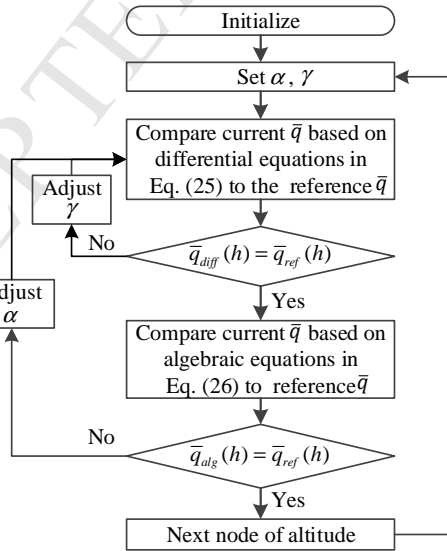 Initialize
Set α, γ
Compare current q̅ based on
differential equations in
Eq. (25) to the reference q̅
Adjust
γ
No
q̅diff (h) = q̅ref (h)
Yes
djust
α
Compare current q̅ based on
algebraic equations in
Eq. (26) to reference q̅
No
q̅alg (h) = q̅ref (h)
Yes
Next node of altitude